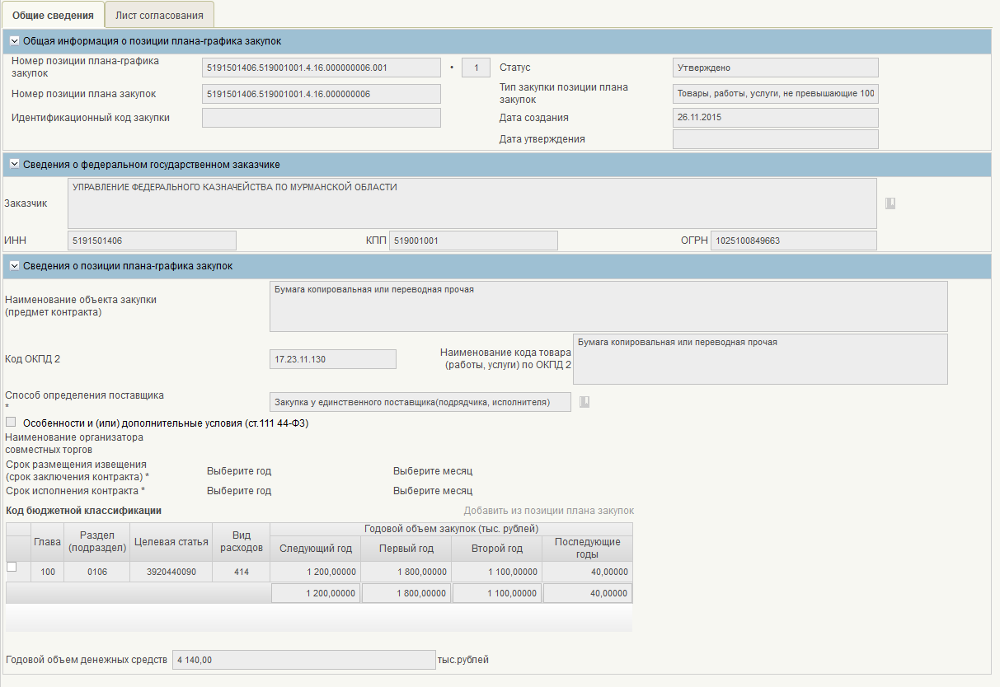 Общие сведения
Лист согласования
Общая информация о позиции плана-графика закупок
Номер позиции плана-графика
закупок
5191501406.519001001.4.16.000000006.001
•
1
Статус
Утверждено
Номер позиции плана закупок
5191501406.519001001.4.16.000000006
Тип закупки позиции плана
закупок
Товары, работы, услуги, не превышающие 100
Идентификационный код закупки
Дата создания
26.11.2015
Дата утверждения
Сведения о федеральном государственном заказчике
Заказчик
УПРАВЛЕНИЕ ФЕДЕРАЛЬНОГО КАЗНАЧЕЙСТВА ПО МУРМАНСКОЙ ОБЛАСТИ
ИНН
5191501406
КПП
519001001
ОГРН
1025100849663
Сведения о позиции плана-графика закупок
Наименование объекта закупки
(предмет контракта)
Бумага копировальная или переводная прочая
Код ОКПД 2
17.23.11.130
Наименование кода товара
(работы, услуги) по ОКПД 2
Бумага копировальная или переводная прочая
Способ определения поставщика
*
Закупка у единственного поставщика(подрядчика, исполнителя)
Особенности и (или) дополнительные условия (ст.111 44-ФЗ)
Наименование организатора
совместных торгов
Срок размещения извещения
(срок заключения контракта) *
Выберите год
Выберите месяц
Срок исполнения контракта *
Выберите год
Выберите месяц
Код бюджетной классификации
Добавить из позиции плана закупок
Глава
Раздел
(подраздел)
Целевая статья
Вид
расходов
Годовой объем закупок (тыс. рублей)
Следующий год
Первый год
Второй год
Последующие
годы
100
0106
3920440090
414
1 200,00000
1 800,00000
1 100,00000
40,00000
1 200,00000
1 800,00000
1 100,00000
40,00000
Годовой объем денежных средств
4 140,00
тыс.рублей